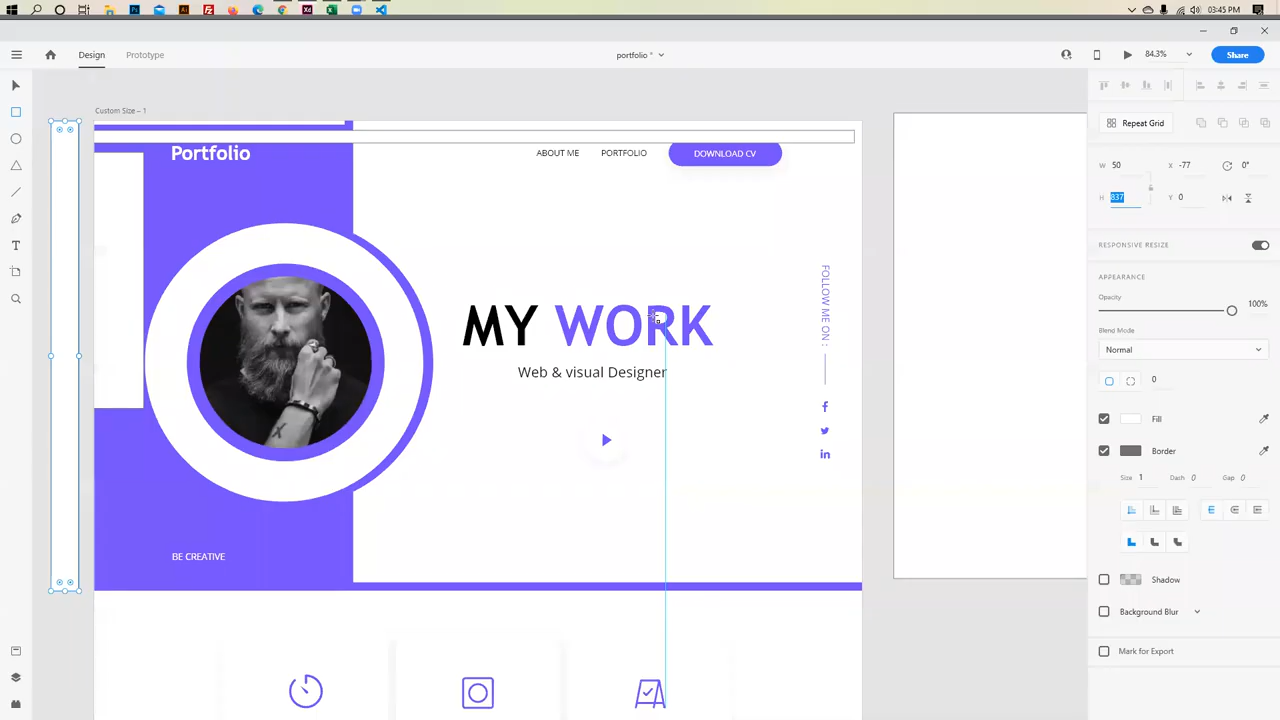 03:45 PM
Design
Prototype
portfolio *
84.3%
Share
Custom Size – 1
Portfolio
ABOUT ME
PORTFOLIO
DOWNLOAD CV
MY WORK
Web & visual Designer
FOLLOW ME ON :
BE CREATIVE
Repeat Grid
W 50
X -77
0°
H 837
Y 0
RESPONSIVE RESIZE
APPEARANCE
Opacity
100%
Blend Mode
Normal
0
Fill
Border
Size 1
Dash 0
Gap 0
Shadow
Background Blur
Mark for Export